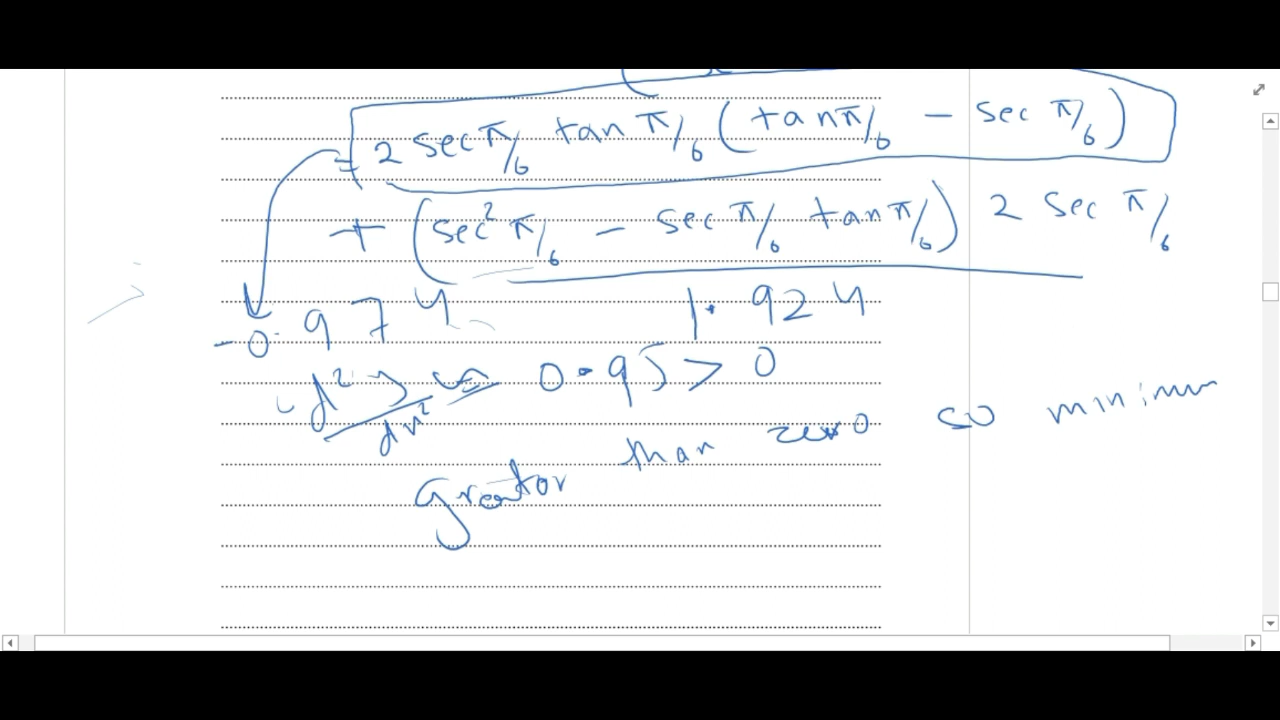 2 sec π/6 tan π/6 (tan π/6 - sec π/6)
+ (sec² π/6 - sec π/6 tan π/6) 2 sec π/6
-0.974 1.924
d²y/dx² 0.95 > 0
greator than zero so minimum